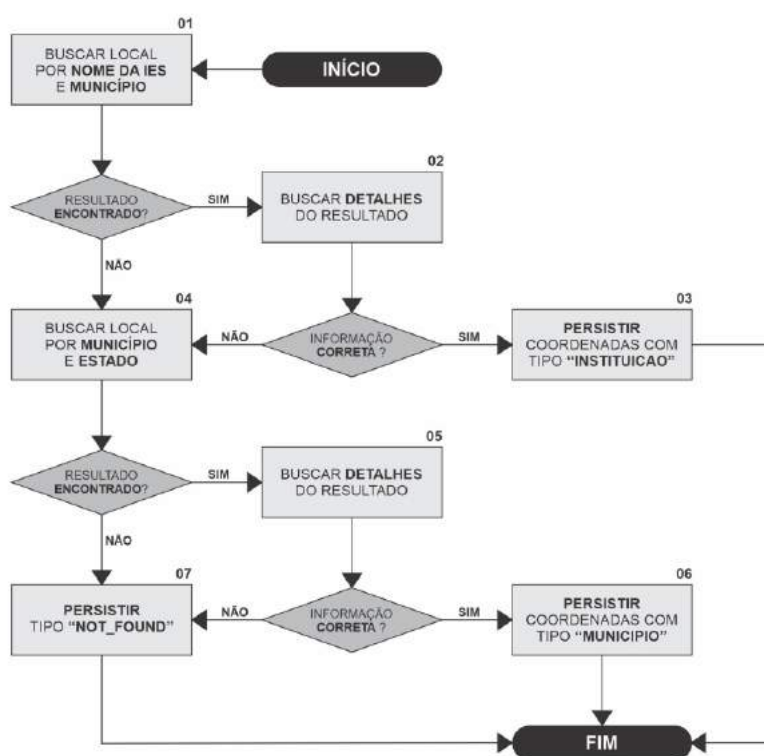 01
BUSCAR LOCAL
POR NOME DA IES
E MUNICÍPIO
INÍCIO
RESULTADO
ENCONTRADO?
SIM
02
BUSCAR DETALHES
DO RESULTADO
NÃO
04
BUSCAR LOCAL
POR MUNICÍPIO
E ESTADO
NÃO
INFORMAÇÃO
CORRETA ?
SIM
03
PERSISTIR
COORDENADAS COM
TIPO “INSTITUICAO”
RESULTADO
ENCONTRADO?
SIM
05
BUSCAR DETALHES
DO RESULTADO
NÃO
07
PERSISTIR
TIPO “NOT_FOUND”
NÃO
INFORMAÇÃO
CORRETA ?
SIM
06
PERSISTIR
COORDENADAS COM
TIPO “MUNICIPIO”
FIM